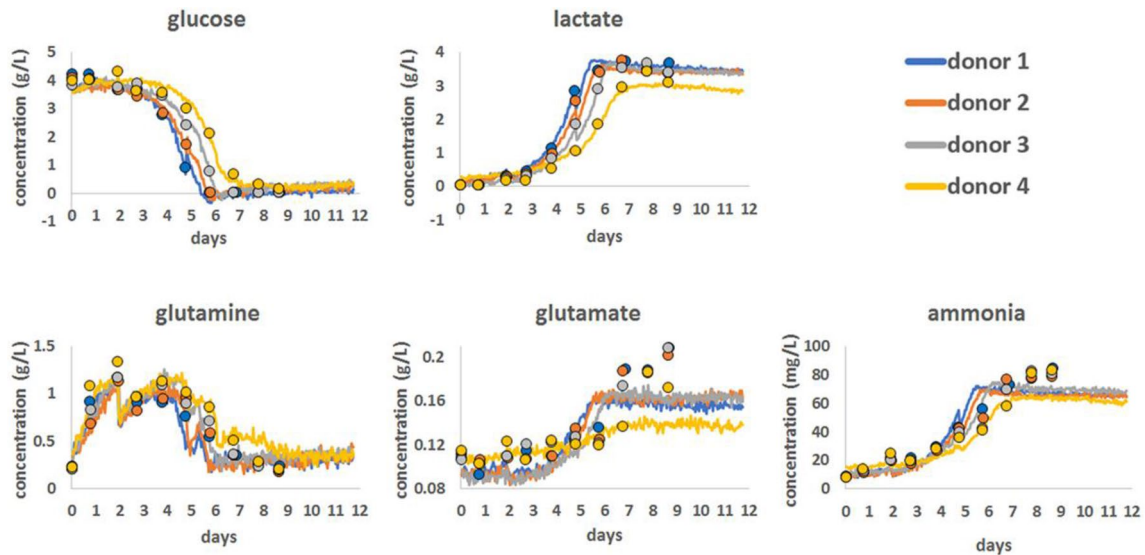 glucose
concentration (g/L)
5
4
3
2
1
0
-1
0 1 2 3 4 5 6 7 8 9 10 11 12
days
lactate
concentration (g/L)
4
3
2
1
0
-1
0 1 2 3 4 5 6 7 8 9 10 11 12
days
donor 1
donor 2
donor 3
donor 4
glutamine
concentration (g/L)
1.5
1
0.5
0
0 1 2 3 4 5 6 7 8 9 10 11 12
days
glutamate
concentration (g/L)
0.2
0.16
0.12
0.08
0 1 2 3 4 5 6 7 8 9 10 11 12
days
ammonia
concentration (mg/L)
100
80
60
40
20
0
0 1 2 3 4 5 6 7 8 9 10 11 12
days